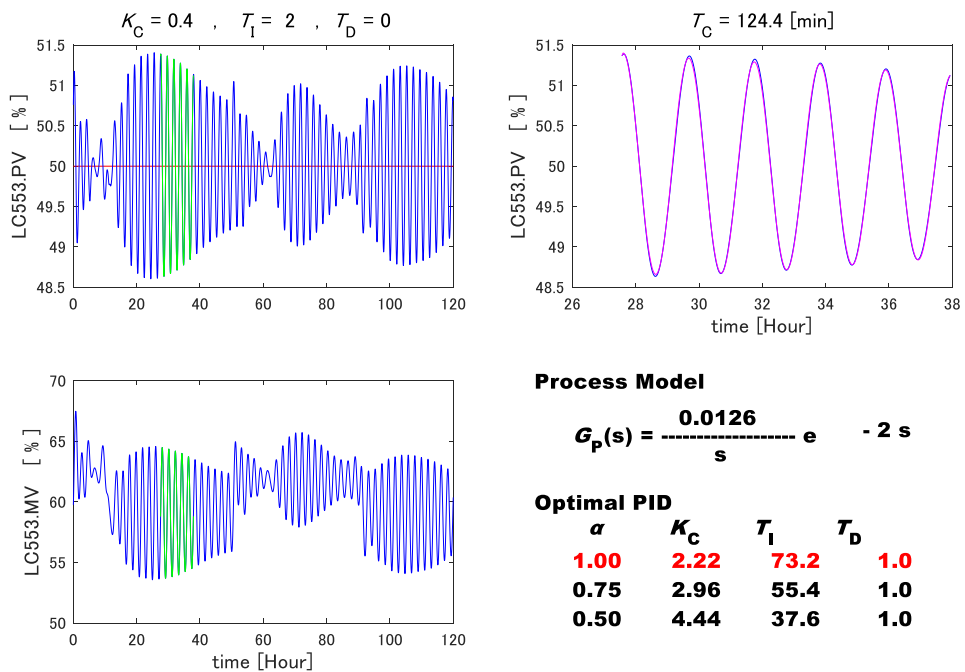 K_C = 0.4 , T_I = 2 , T_D = 0
51.5
51
50.5
50
49.5
49
48.5
LC553.PV [ % ]
0 20 40 60 80 100 120
T_C = 124.4 [min]
51.5
51
50.5
50
49.5
49
48.5
LC553.PV [ % ]
26 28 30 32 34 36 38
time [Hour]
70
65
60
55
50
LC553.MV [ % ]
0 20 40 60 80 100 120
time [Hour]
Process Model
0.0126
G_P(s) = ------------------- e - 2 s
s
Optimal PID
α K_C T_I T_D
1.00 2.22 73.2 1.0
0.75 2.96 55.4 1.0
0.50 4.44 37.6 1.0